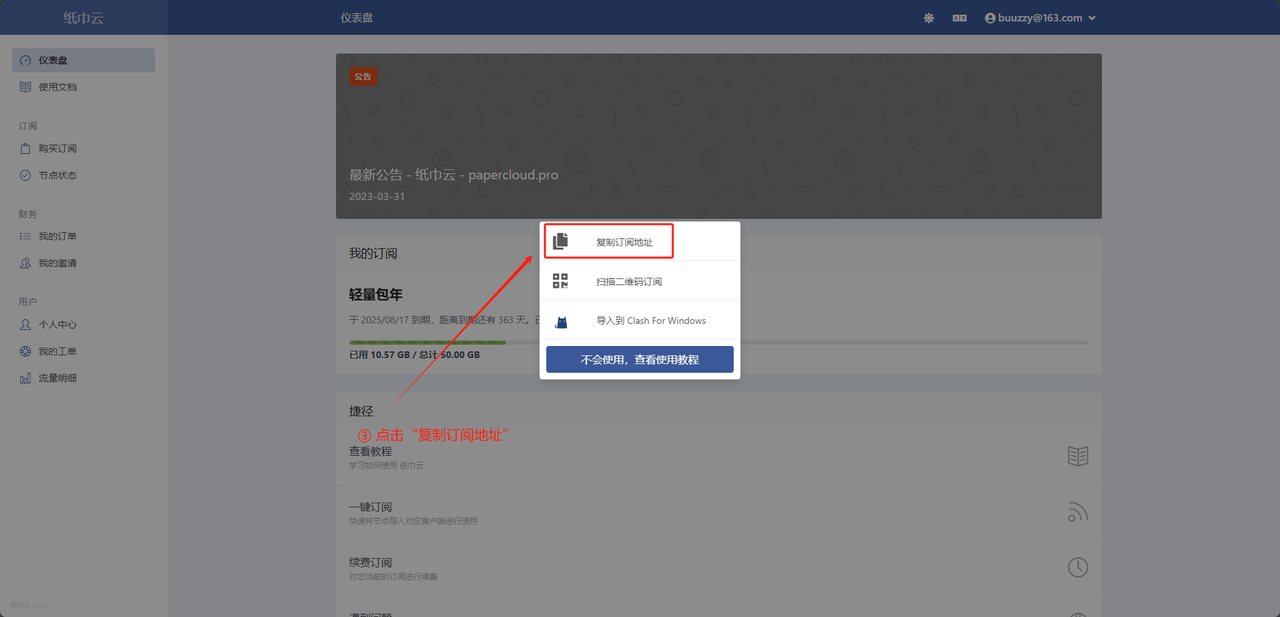 纸巾云
仪表盘
buuzzy@163.com
仪表盘
使用文档
订阅
购买订阅
节点状态
财务
我的订单
我的邀请
用户
个人中心
我的工单
流量明细
公告
最新公告 - 纸巾云 - papercloud.pro
2023-03-31
我的订阅
轻量包年
于 2025/08/17 到期，距离到期还有 363 天。已
已用 10.57 GB / 总计 50.00 GB
复制订阅地址
扫描二维码订阅
导入到 Clash For Windows
不会使用，查看使用教程
捷径
③ 点击“复制订阅地址”
查看教程
学习如何使用 纸巾云
一键订阅
快速将节点导入对应客户端进行使用
续费订阅
对您当前的订阅进行续费
遇到问题